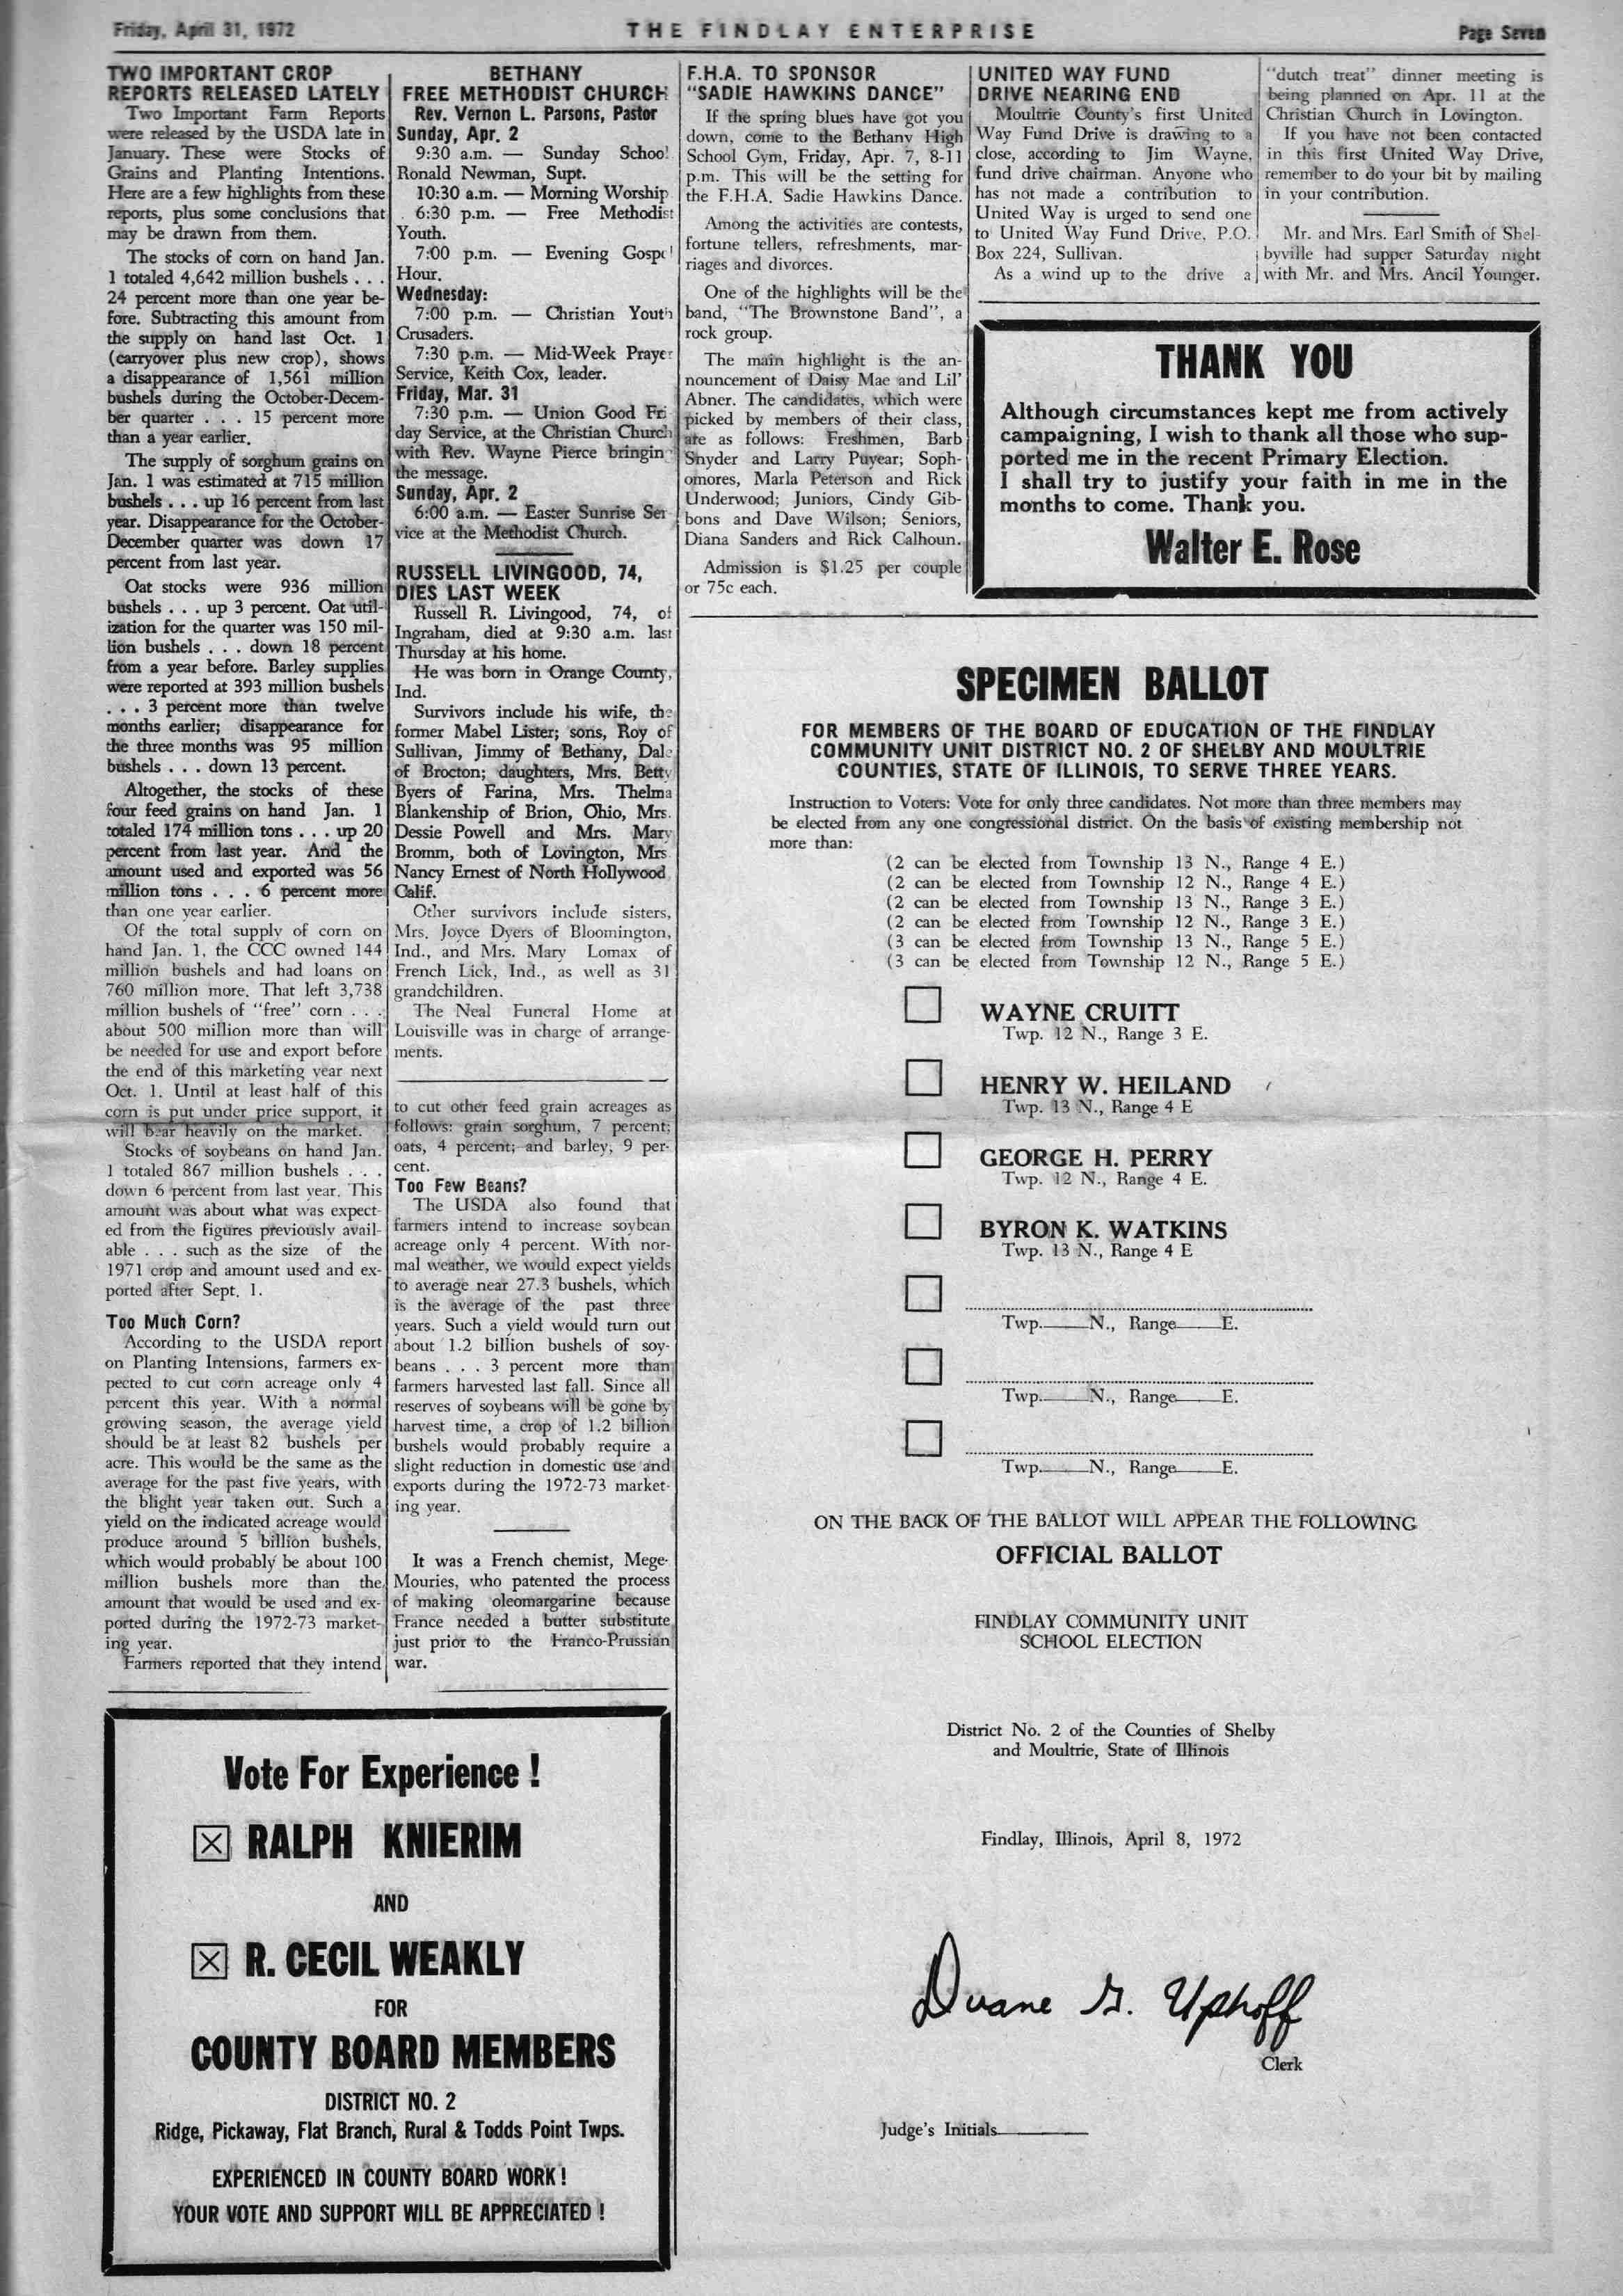 Friday, April 31, 1972
THE FINDLAY ENTERPRISE
Page Seven
TWO IMPORTANT CROP
REPORTS RELEASED LATELY
Two Important Farm Reports
were released by the USDA late in
January. These were Stocks of
Grains and Planting Intentions.
Here are a few highlights from these
reports, plus some conclusions that
may be drawn from them.
The stocks of corn on hand Jan.
1 totaled 4,642 million bushels . . .
24 percent more than one year be-
fore. Subtracting this amount from
the supply on hand last Oct. 1
(carryover plus new crop), shows
a disappearance of 1,561 million
bushels during the October-Decem-
ber quarter . . . 15 percent more
than a year earlier.
The supply of sorghum grains on
Jan. 1 was estimated at 715 million
bushels . . . up 16 percent from last
year. Disappearance for the October-
December quarter was down 17
percent from last year.
Oat stocks were 936 million
bushels . . . up 3 percent. Oat util-
ization for the quarter was 150 mil-
lion bushels . . . down 18 percent
from a year before. Barley supplies
were reported at 393 million bushels
. . . 3 percent more than twelve
months earlier; disappearance for
the three months was 95 million
bushels . . . down 13 percent.
Altogether, the stocks of these
four feed grains on hand Jan. 1
totaled 174 million tons . . . up 20
percent from last year. And the
amount used and exported was 56
million tons . . . 6 percent more
than one year earlier.
Of the total supply of corn on
hand Jan. 1, the CCC owned 144
million bushels and had loans on
760 million more. That left 3,738
million bushels of "free" corn . . .
about 500 million more than will
be needed for use and export before
the end of this marketing year next
Oct. 1. Until at least half of this
corn is put under price support, it
will bear heavily on the market.
Stocks of soybeans on hand Jan.
1 totaled 867 million bushels . . .
down 6 percent from last year. This
amount was about what was expect-
ed from the figures previously avail-
able . . . such as the size of the
1971 crop and amount used and ex-
ported after Sept. 1.
Too Much Corn?
According to the USDA report
on Planting Intensions, farmers ex-
pected to cut corn acreage only 4
percent this year. With a normal
growing season, the average yield
should be at least 82 bushels per
acre. This would be the same as the
average for the past five years, with
the blight year taken out. Such a
yield on the indicated acreage would
produce around 5 billion bushels,
which would probably be about 100
million bushels more than the
amount that would be used and ex-
ported during the 1972-73 market-
ing year.
Farmers reported that they intend
BETHANY
FREE METHODIST CHURCH
Rev. Vernon L. Parsons, Pastor
Sunday, Apr. 2
9:30 a.m. — Sunday School
Ronald Newman, Supt.
10:30 a.m. — Morning Worship
6:30 p.m. — Free Methodist
Youth.
7:00 p.m. — Evening Gospel
Hour.
Wednesday:
7:00 p.m. — Christian Youth
Crusaders.
7:30 p.m. — Mid-Week Prayer
Service, Keith Cox, leader.
Friday, Mar. 31
7:30 p.m. — Union Good Fri
day Service, at the Christian Church
with Rev. Wayne Pierce bringin
the message.
Sunday, Apr. 2
6:00 a.m. — Easter Sunrise Ser
vice at the Methodist Church.
RUSSELL LIVINGOOD, 74,
DIES LAST WEEK
Russell R. Livingood, 74, of
Ingraham, died at 9:30 a.m. last
Thursday at his home.
He was born in Orange County,
Ind.
Survivors include his wife, the
former Mabel Lister; sons, Roy of
Sullivan, Jimmy of Bethany, Dale
of Brocton; daughters, Mrs. Betty
Byers of Farina, Mrs. Thelma
Blankenship of Brion, Ohio, Mrs.
Dessie Powell and Mrs. Mary
Bromm, both of Lovington, Mrs
Nancy Ernest of North Hollywood
Calif.
Other survivors include sisters,
Mrs. Joyce Dyers of Bloomington,
Ind., and Mrs. Mary Lomax of
French Lick, Ind., as well as 31
grandchildren.
The Neal Funeral Home at
Louisville was in charge of arrange-
ments.
to cut other feed grain acreages as
follows: grain sorghum, 7 percent;
oats, 4 percent; and barley, 9 per-
cent.
Too Few Beans?
The USDA also found that
farmers intend to increase soybean
acreage only 4 percent. With nor-
mal weather, we would expect yields
to average near 27.3 bushels, which
is the average of the past three
years. Such a yield would turn out
about 1.2 billion bushels of soy-
beans . . . 3 percent more than
farmers harvested last fall. Since all
reserves of soybeans will be gone by
harvest time, a crop of 1.2 billion
bushels would probably require a
slight reduction in domestic use and
exports during the 1972-73 market-
ing year.
It was a French chemist, Mege-
Mouries, who patented the process
of making oleomargarine because
France needed a butter substitute
just prior to the Franco-Prussian
war.
Vote For Experience !
RALPH KNIERIM
AND
R. CECIL WEAKLY
FOR
COUNTY BOARD MEMBERS
DISTRICT NO. 2
Ridge, Pickaway, Flat Branch, Rural & Todds Point Twps.
EXPERIENCED IN COUNTY BOARD WORK !
YOUR VOTE AND SUPPORT WILL BE APPRECIATED !
F.H.A. TO SPONSOR
"SADIE HAWKINS DANCE"
If the spring blues have got you
down, come to the Bethany High
School Gym, Friday, Apr. 7, 8-11
p.m. This will be the setting for
the F.H.A. Sadie Hawkins Dance.
Among the activities are contests,
fortune tellers, refreshments, mar-
riages and divorces.
One of the highlights will be the
band, "The Brownstone Band", a
rock group.
The main highlight is the an-
nouncement of Daisy Mae and Lil'
Abner. The candidates, which were
picked by members of their class,
are as follows: Freshmen, Barb
Snyder and Larry Puyear; Soph-
omores, Marla Peterson and Rick
Underwood; Juniors, Cindy Gib-
bons and Dave Wilson; Seniors,
Diana Sanders and Rick Calhoun.
Admission is $1.25 per couple
or 75c each.
UNITED WAY FUND
DRIVE NEARING END
Moultrie County's first United
Way Fund Drive is drawing to a
close, according to Jim Wayne,
fund drive chairman. Anyone who
has not made a contribution to
United Way is urged to send one
to United Way Fund Drive, P.O.
Box 224, Sullivan.
As a wind up to the drive a
"dutch treat" dinner meeting is
being planned on Apr. 11 at the
Christian Church in Lovington.
If you have not been contacted
in this first United Way Drive,
remember to do your bit by mailing
in your contribution.
Mr. and Mrs. Earl Smith of Shel-
byville had supper Saturday night
with Mr. and Mrs. Ancil Younger.
THANK YOU
Although circumstances kept me from actively
campaigning, I wish to thank all those who sup-
ported me in the recent Primary Election.
I shall try to justify your faith in me in the
months to come. Thank you.
Walter E. Rose
SPECIMEN BALLOT
FOR MEMBERS OF THE BOARD OF EDUCATION OF THE FINDLAY
COMMUNITY UNIT DISTRICT NO. 2 OF SHELBY AND MOULTRIE
COUNTIES, STATE OF ILLINOIS, TO SERVE THREE YEARS.
Instruction to Voters: Vote for only three candidates. Not more than three members may
be elected from any one congressional district. On the basis of existing membership not
more than:
(2 can be elected from Township 13 N., Range 4 E.)
(2 can be elected from Township 12 N., Range 4 E.)
(2 can be elected from Township 13 N., Range 3 E.)
(2 can be elected from Township 12 N., Range 3 E.)
(3 can be elected from Township 13 N., Range 5 E.)
(3 can be elected from Township 12 N., Range 5 E.)
WAYNE CRUITT
Twp. 12 N., Range 3 E.
HENRY W. HEILAND
Twp. 13 N., Range 4 E
GEORGE H. PERRY
Twp. 12 N., Range 4 E.
BYRON K. WATKINS
Twp. 13 N., Range 4 E
Twp.____N., Range____E.
Twp.____N., Range____E.
Twp.____N., Range____E.
ON THE BACK OF THE BALLOT WILL APPEAR THE FOLLOWING
OFFICIAL BALLOT
FINDLAY COMMUNITY UNIT
SCHOOL ELECTION
District No. 2 of the Counties of Shelby
and Moultrie, State of Illinois
Findlay, Illinois, April 8, 1972
Duane G. Uphoff
Clerk
Judge's Initials________